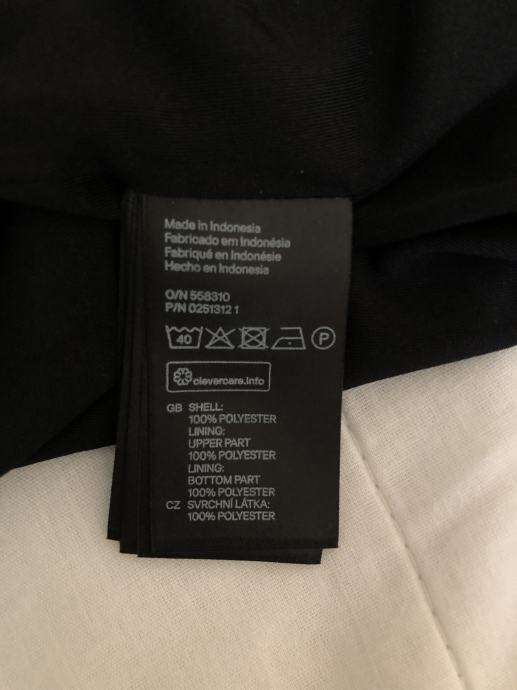 Made in Indonesia
Fabricado em Indonésia
Fabriqué en Indonésie
Hecho en Indonesia
O/N 558310
P/N 0251312 1
40 P
clevercare.info
GB SHELL:
100% POLYESTER
LINING:
UPPER PART
100% POLYESTER
LINING:
BOTTOM PART
100% POLYESTER
CZ SVRCHNÍ LÁTKA:
100% POLYESTER